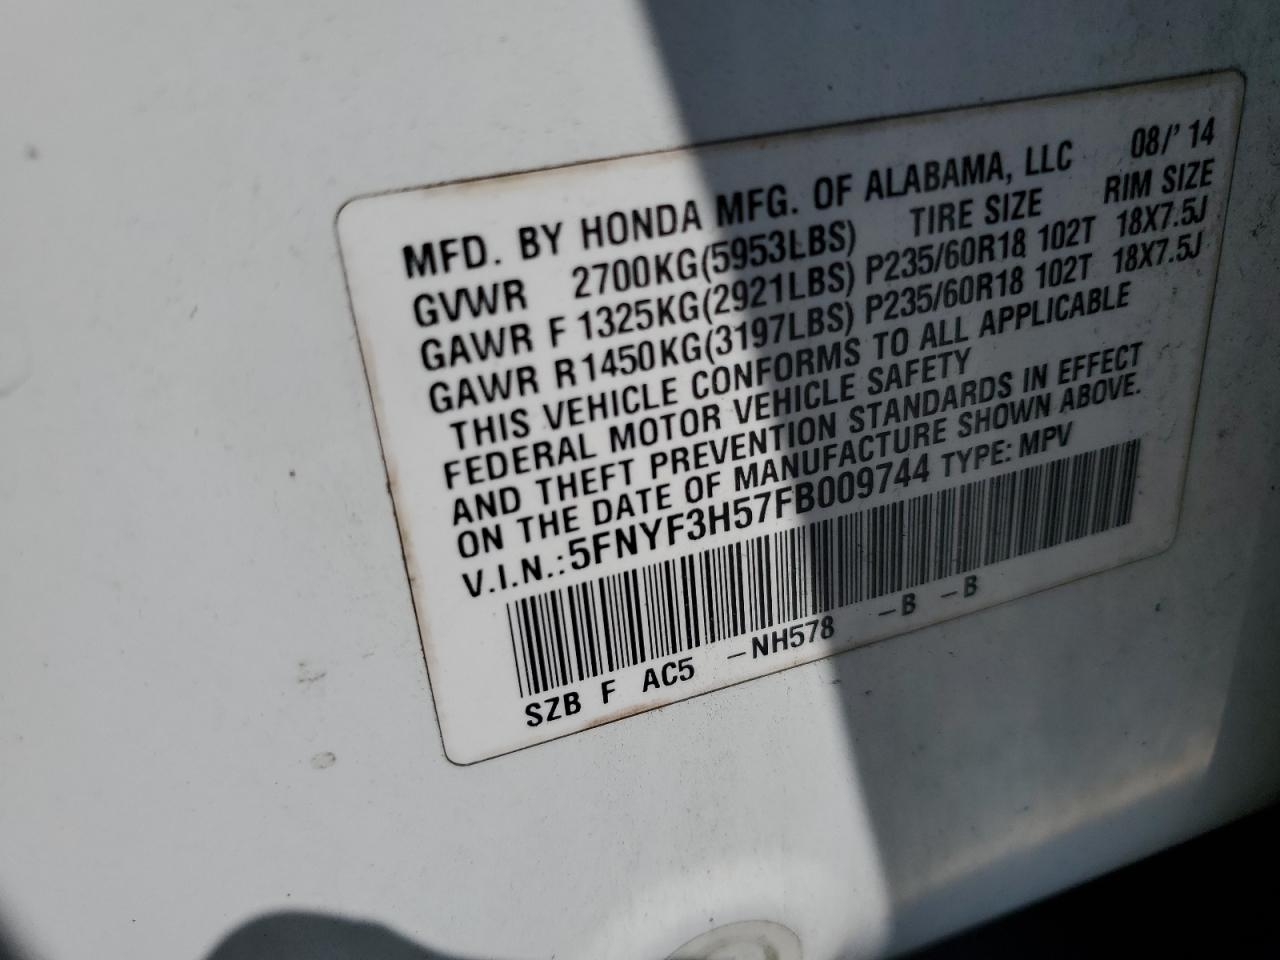 MFD. BY HONDA MFG. OF ALABAMA, LLC 08/'14
GVWR 2700KG(5953LBS) TIRE SIZE RIM SIZE
GAWR F 1325KG(2921LBS) P235/60R18 102T 18X7.5J
GAWR R1450KG(3197LBS) P235/60R18 102T 18X7.5J
THIS VEHICLE CONFORMS TO ALL APPLICABLE
FEDERAL MOTOR VEHICLE SAFETY
AND THEFT PREVENTION STANDARDS IN EFFECT
ON THE DATE OF MANUFACTURE SHOWN ABOVE.
V.I.N.:5FNYF3H57FB009744 TYPE: MPV
SZB F AC5 -NH578 -B -B